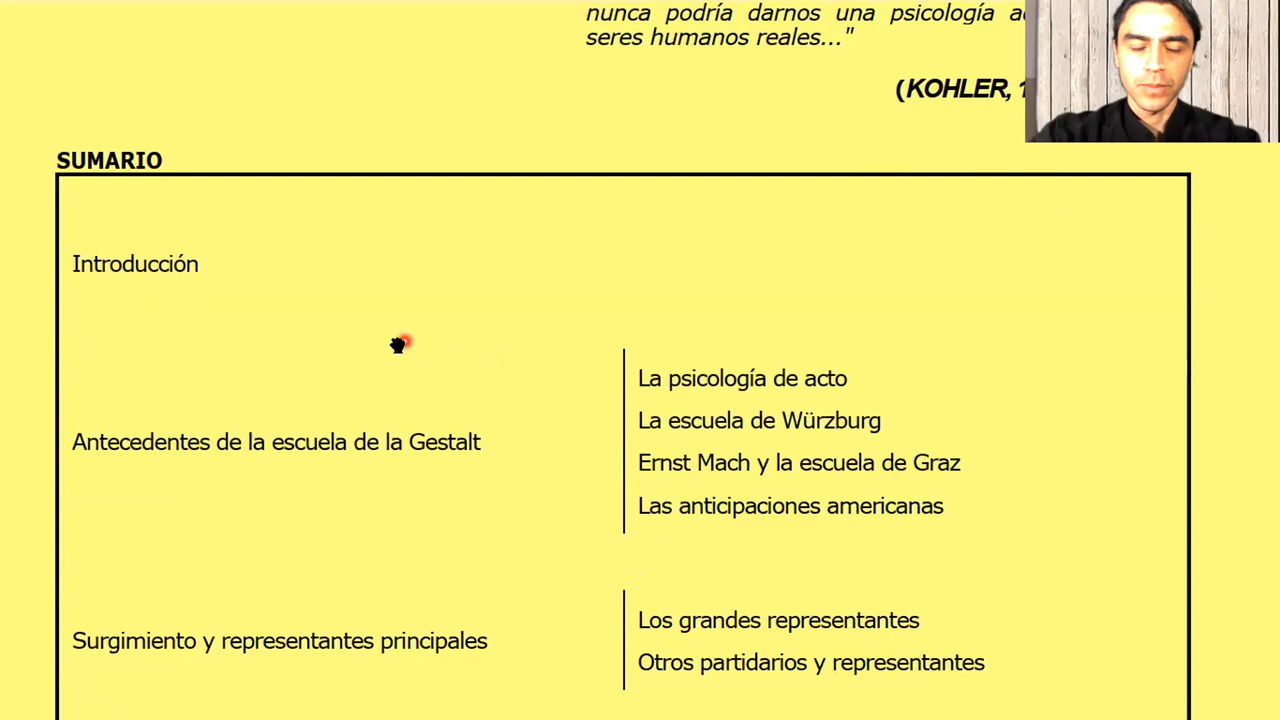 nunca podría darnos una psicología
seres humanos reales..."
(KOHLER,
SUMARIO
Introducción
Antecedentes de la escuela de la Gestalt
La psicología de acto
La escuela de Würzburg
Ernst Mach y la escuela de Graz
Las anticipaciones americanas
Surgimiento y representantes principales
Los grandes representantes
Otros partidarios y representantes